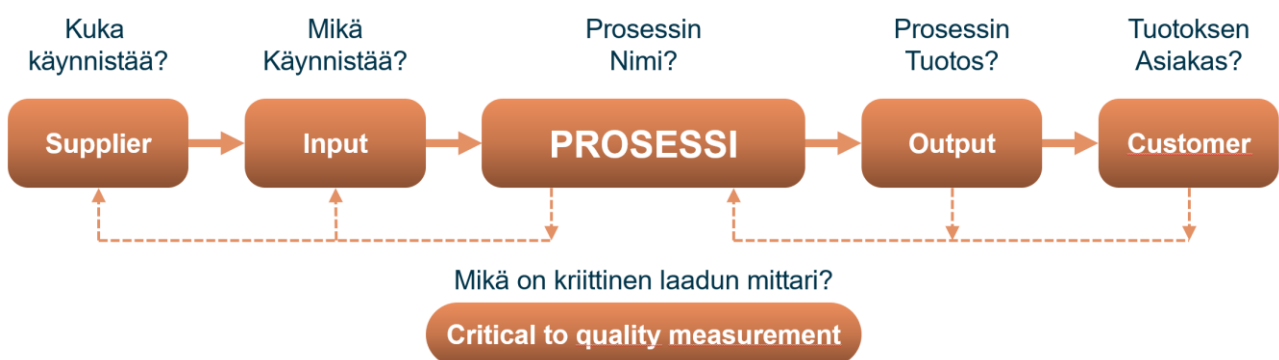 Kuka
käynnistää?
Mikä
Käynnistää?
Prosessin
Nimi?
Prosessin
Tuotos?
Tuotoksen
Asiakas?
Supplier
Input
PROSESSI
Output
Customer
Mikä on kriittinen laadun mittari?
Critical to quality measurement